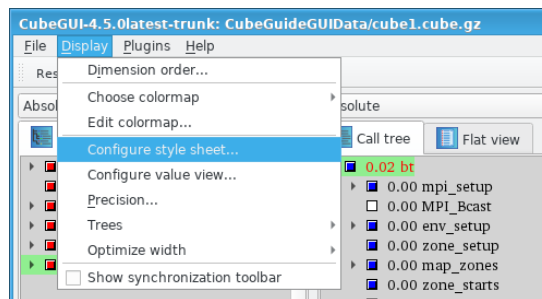 CubeGUI-4.5.0latest-trunk: CubeGuideGUIData/cube1.cube.gz
File Display Plugins Help
Res
Dimension order...
Absol
Choose colormap
solute
Edit colormap...
Call tree
Flat view
Configure style sheet...
0.02 bt
Configure value view...
0.00 mpi_setup
Precision...
0.00 MPI_Bcast
Trees
0.00 env_setup
Optimize width
0.00 zone_setup
0.00 map_zones
Show synchronization toolbar
0.00 zone_starts